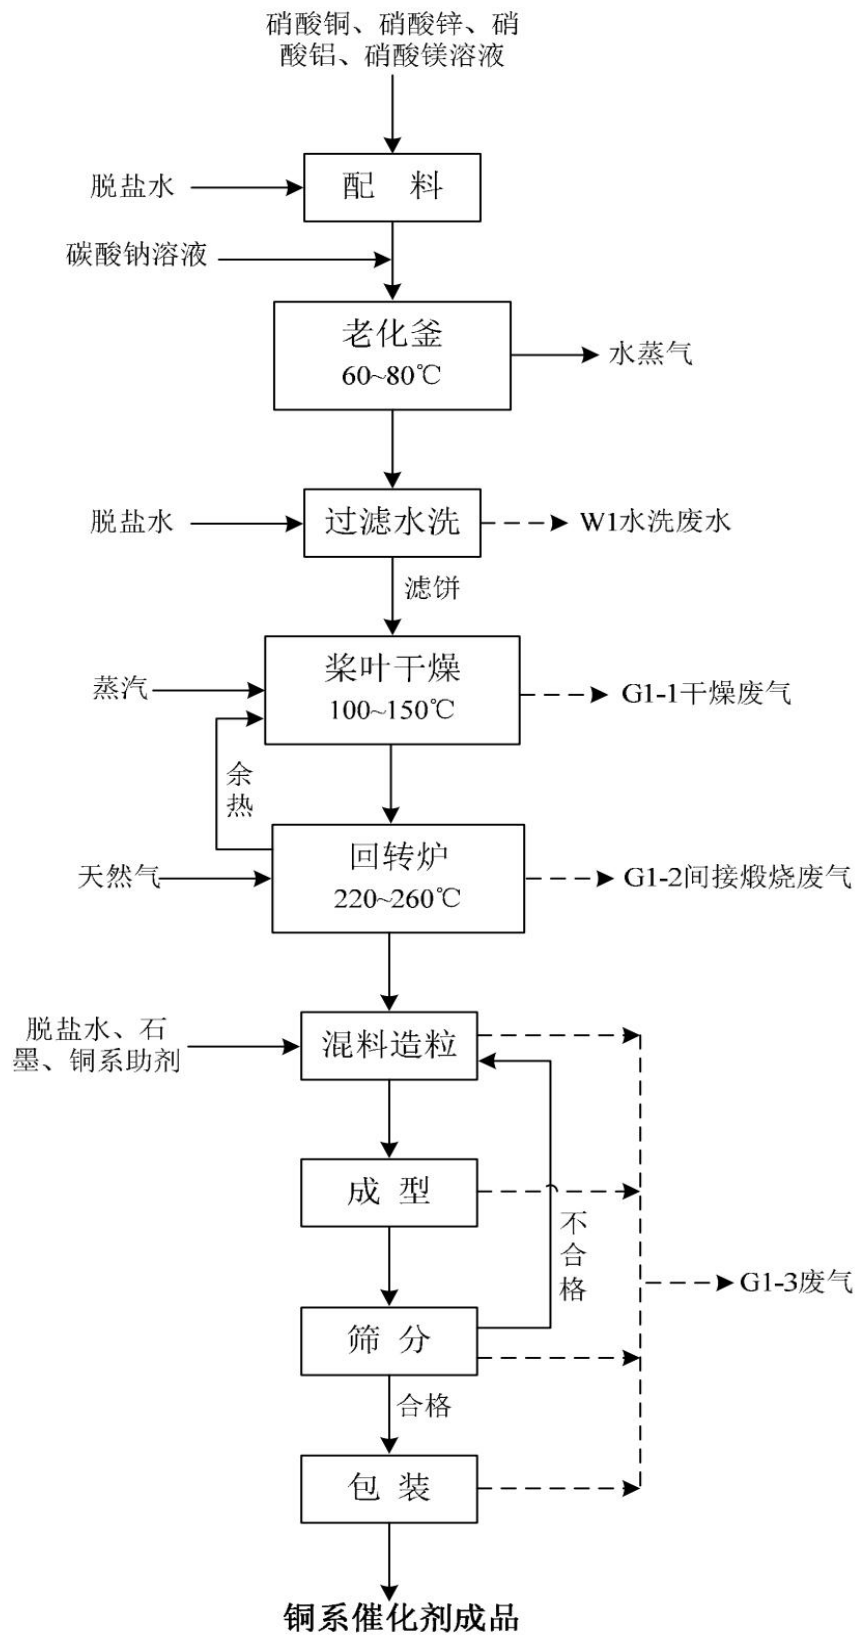 硝酸铜、硝酸锌、硝
酸铝、硝酸镁溶液
脱盐水
配 料
碳酸钠溶液
老化釜
60~80℃
水蒸气
脱盐水
过滤水洗
W1水洗废水
滤饼
蒸汽
桨叶干燥
100~150℃
G1-1干燥废气
余
热
天然气
回转炉
220~260℃
G1-2间接煅烧废气
脱盐水、石
墨、铜系助剂
混料造粒
成 型
不
合
格
G1-3废气
筛 分
合格
包 装
铜系催化剂成品